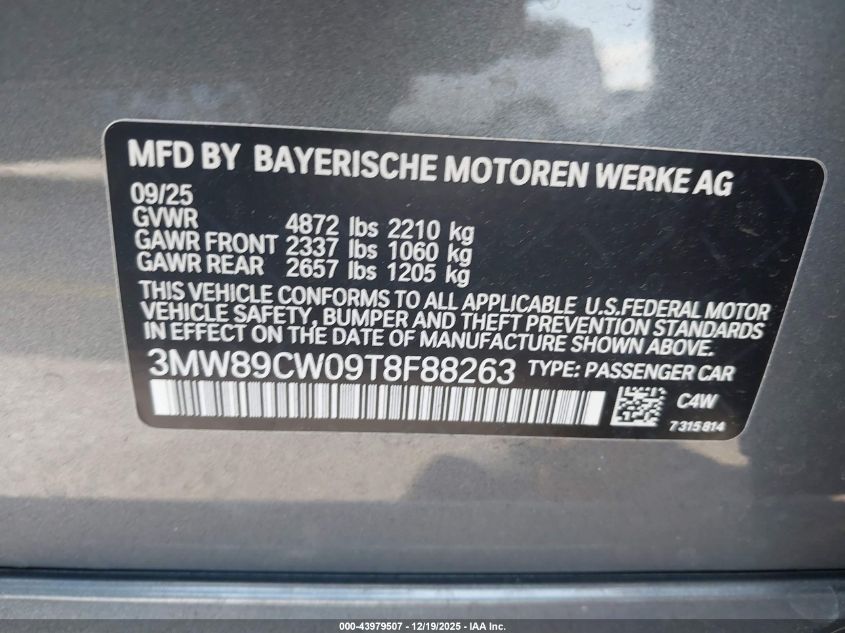 MFD BY BAYERISCHE MOTOREN WERKE AG
09/25
GVWR 4872 lbs 2210 kg
GAWR FRONT 2337 lbs 1060 kg
GAWR REAR 2657 lbs 1205 kg
THIS VEHICLE CONFORMS TO ALL APPLICABLE U.S.FEDERAL MOTOR
VEHICLE SAFETY, BUMPER AND THEFT PREVENTION STANDARDS
IN EFFECT ON THE DATE OF MANUFACTURE SHOWN ABOVE.
3MW89CW09T8F88263 TYPE: PASSENGER CAR
C4W
7315814
000-43979507 - 12/19/2025 - IAA Inc.